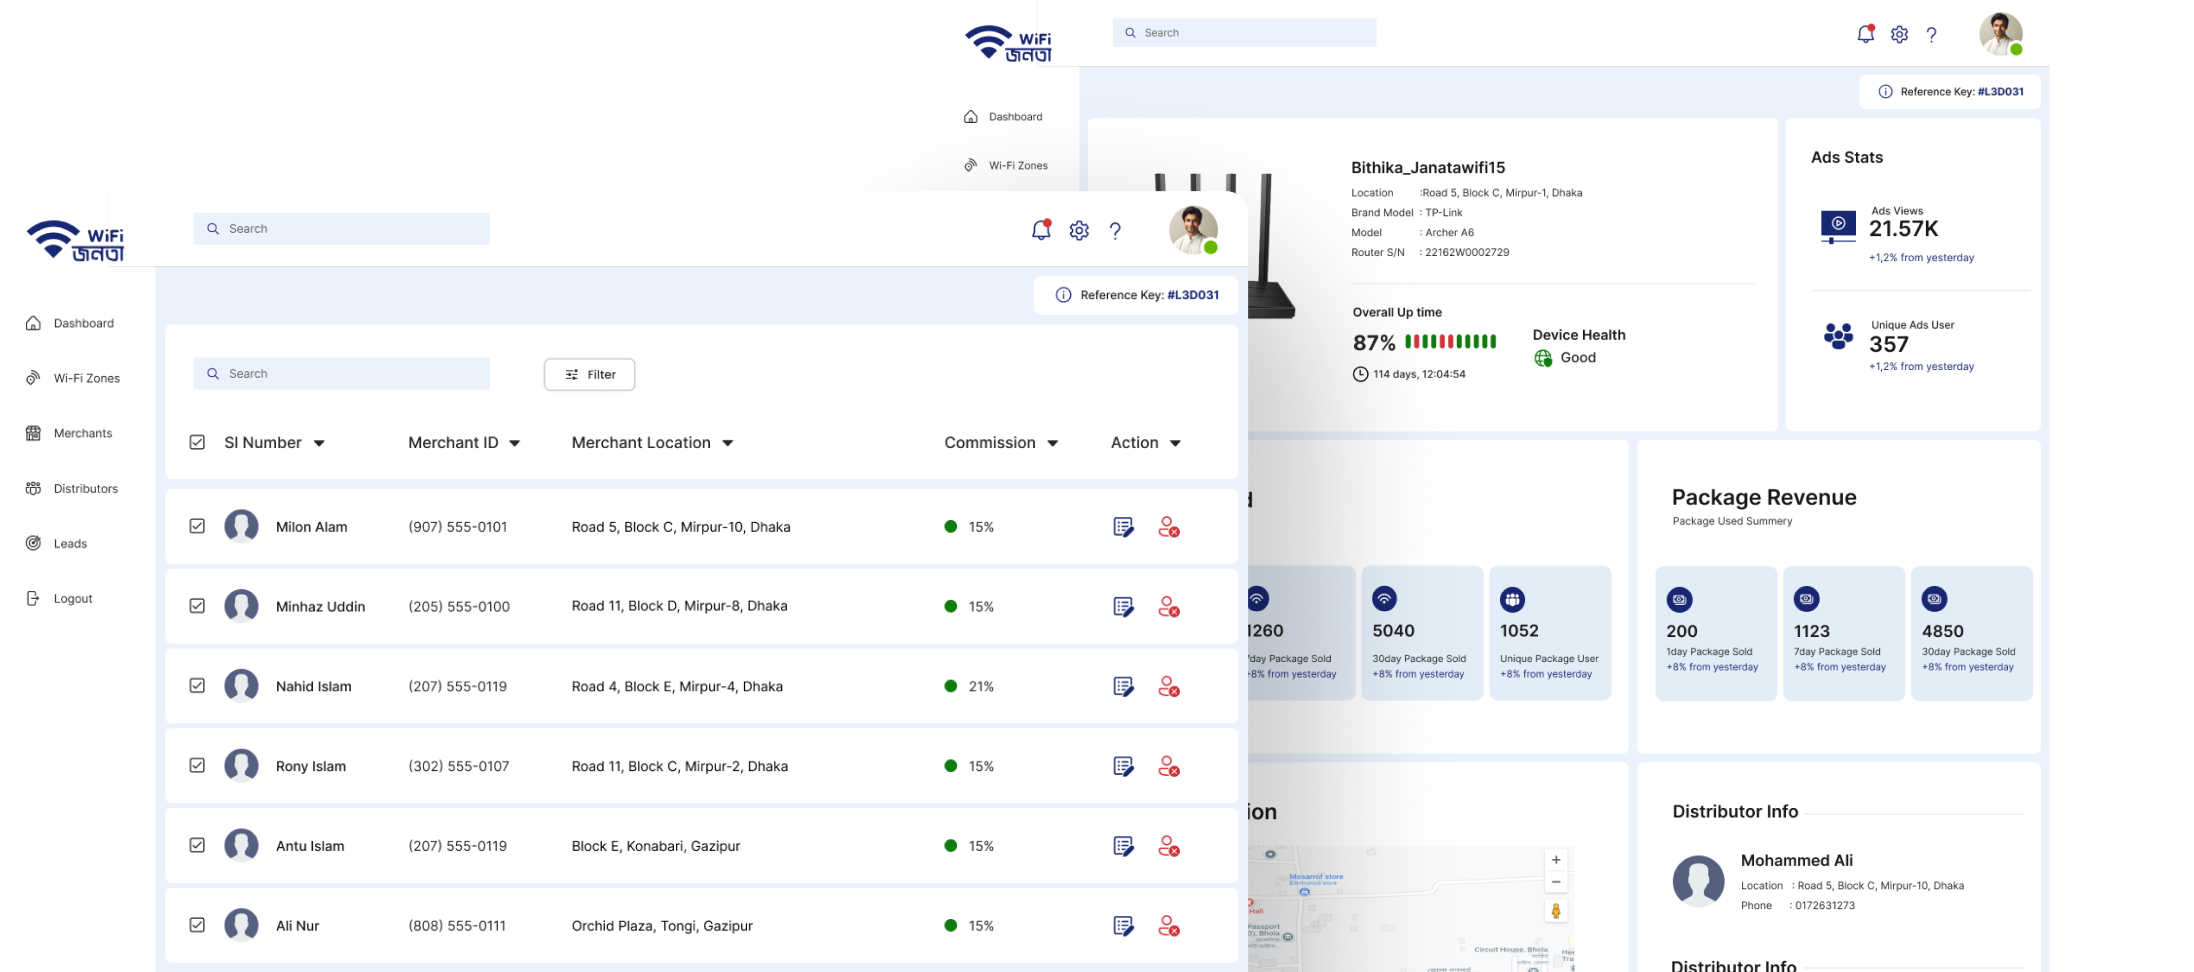 WiFi
জনতা
Search
Reference Key: #L3D031
Dashboard
Wi-Fi Zones
Bithika_Janatawifi15
Location :Road 5, Block C, Mirpur-1, Dhaka
Brand Model : TP-Link
Model : Archer A6
Router S/N : 22162W0002729
Overall Up time
87%
114 days, 12:04:54
Device Health
Good
Ads Stats
Ads Views
21.57K
+1,2% from yesterday
Unique Ads User
357
+1,2% from yesterday
WiFi
জনতা
Search
Reference Key: #L3D031
Dashboard
Wi-Fi Zones
Merchants
Distributors
Leads
Logout
Search
Filter
Sl Number
Merchant ID
Merchant Location
Commission
Action
Milon Alam (907) 555-0101 Road 5, Block C, Mirpur-10, Dhaka 15%
Minhaz Uddin (205) 555-0100 Road 11, Block D, Mirpur-8, Dhaka 15%
Nahid Islam (207) 555-0119 Road 4, Block E, Mirpur-4, Dhaka 21%
Rony Islam (302) 555-0107 Road 11, Block C, Mirpur-2, Dhaka 15%
Antu Islam (207) 555-0119 Block E, Konabari, Gazipur 15%
Ali Nur (808) 555-0111 Orchid Plaza, Tongi, Gazipur 15%
1260
7day Package Sold
+8% from yesterday
5040
30day Package Sold
+8% from yesterday
1052
Unique Package User
+8% from yesterday
Package Revenue
Package Used Summery
200
1day Package Sold
+8% from yesterday
1123
7day Package Sold
+8% from yesterday
4850
30day Package Sold
+8% from yesterday
ion
Mosarrof store
Electronics store
Hall
Passport
), Bhola
Circuit House, Bhola
Distributor Info
Mohammed Ali
Location : Road 5, Block C, Mirpur-10, Dhaka
Phone : 0172631273
Distributor Info